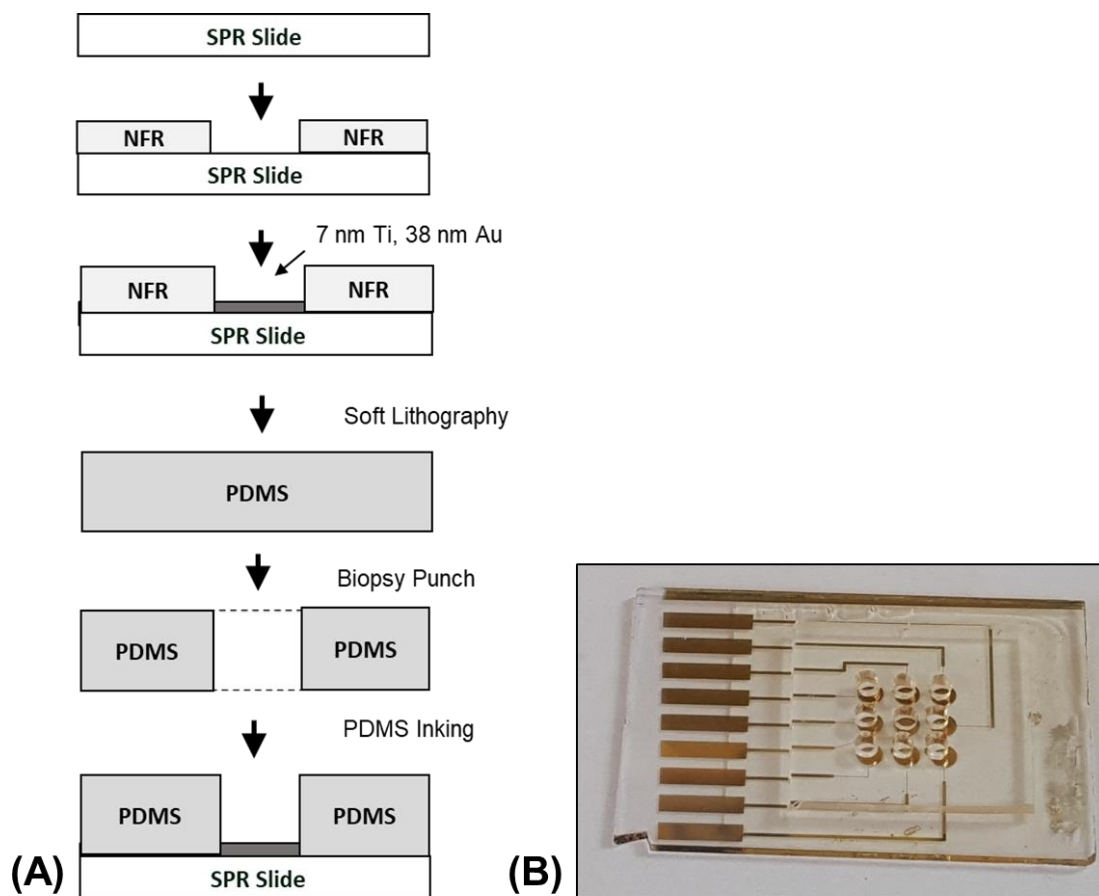 SPR Slide
NFR NFR
SPR Slide
7 nm Ti, 38 nm Au
NFR NFR
SPR Slide
Soft Lithography
PDMS
Biopsy Punch
PDMS PDMS
PDMS Inking
PDMS PDMS
SPR Slide
(A) (B)